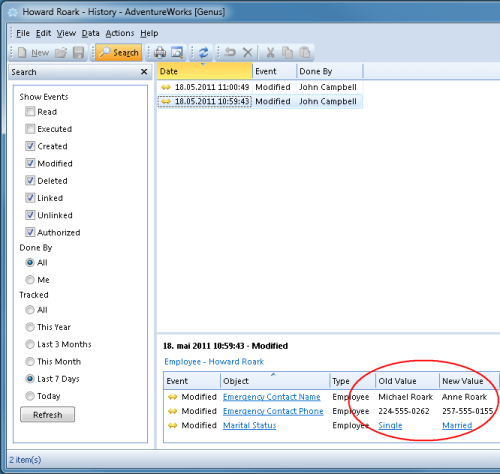 Howard Roark - History - AdventureWorks [Genus]
File Edit View Data Actions Help
New Search
Search
Show Events
Read
Executed
Created
Modified
Deleted
Linked
Unlinked
Authorized
Done By
All
Me
Tracked
All
This Year
Last 3 Months
This Month
Last 7 Days
Today
Refresh
Date Event Done By
18.05.2011 11:00:49 Modified John Campbell
18.05.2011 10:59:43 Modified John Campbell
18. mai 2011 10:59:43 - Modified
Employee - Howard Roark
Event Object Type Old Value New Value
Modified Emergency Contact Name Employee Michael Roark Anne Roark
Modified Emergency Contact Phone Employee 224-555-0262 257-555-0155
Modified Marital Status Employee Single Married
2 item(s)